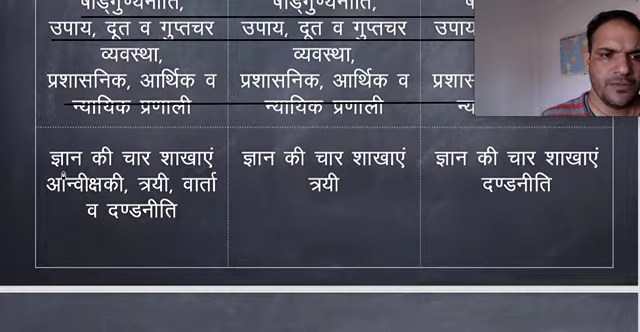 षाड्गुण्यनीति, षाड्गुण्यनीति,
उपाय, दूत व गुप्तचर उपाय, दूत व गुप्तचर उपाय
व्यवस्था, व्यवस्था,
प्रशासनिक, आर्थिक व प्रशासनिक, आर्थिक व
न्यायिक प्रणाली न्यायिक प्रणाली
ज्ञान की चार शाखाएं ज्ञान की चार शाखाएं ज्ञान की चार शाखाएं
आन्वीक्षकी, त्रयी, वार्ता त्रयी दण्डनीति
व दण्डनीति